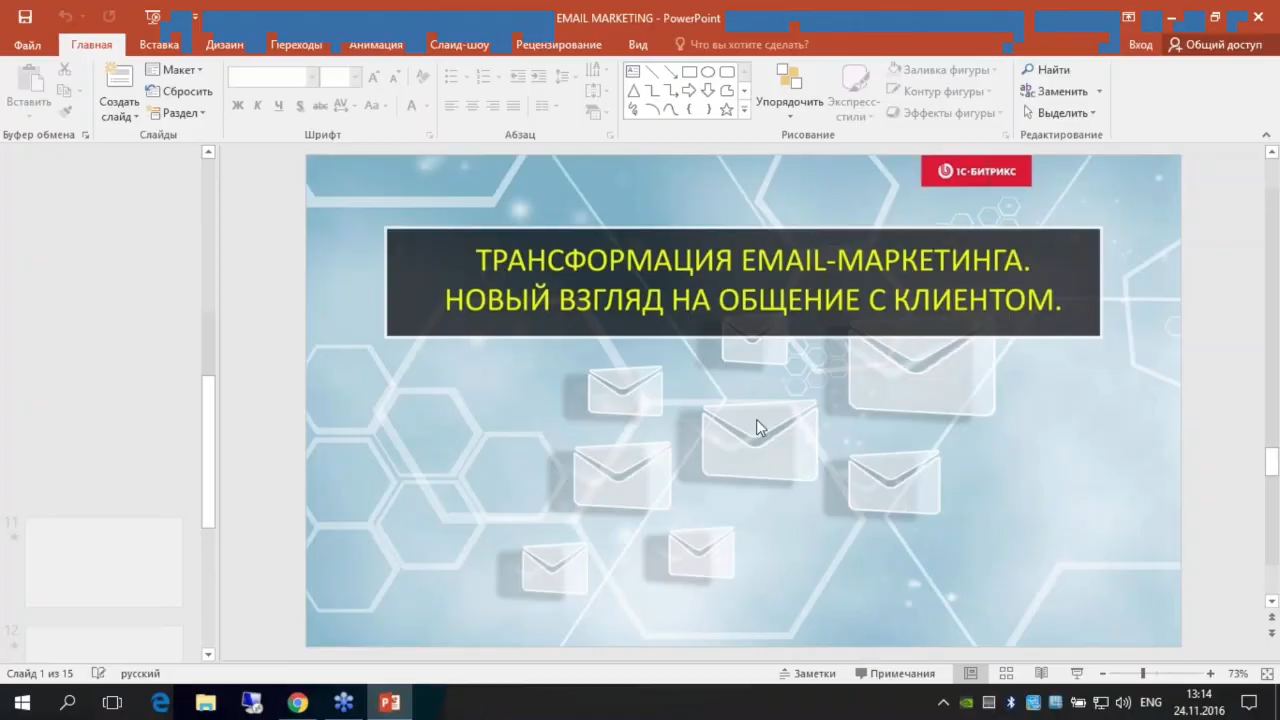 EMAIL MARKETING - PowerPoint
Файл Главная Вставка Дизайн Переходы Анимация Слайд-шоу Рецензирование Вид Что вы хотите сделать? Вход Общий доступ
Вставить
Буфер обмена
Создать слайд
Макет
Сбросить
Раздел
Слайды
Ж К Ч S abc AV Aa A
Шрифт
Абзац
Упорядочить
Экспресс-стили
Заливка фигуры
Контур фигуры
Эффекты фигуры
Рисование
Найти
Заменить
Выделить
Редактирование
1С-БИТРИКС
ТРАНСФОРМАЦИЯ EMAIL-МАРКЕТИНГА.
НОВЫЙ ВЗГЛЯД НА ОБЩЕНИЕ С КЛИЕНТОМ.
11
12
Слайд 1 из 15 русский Заметки Примечания 73%
ENG 13:14
24.11.2016